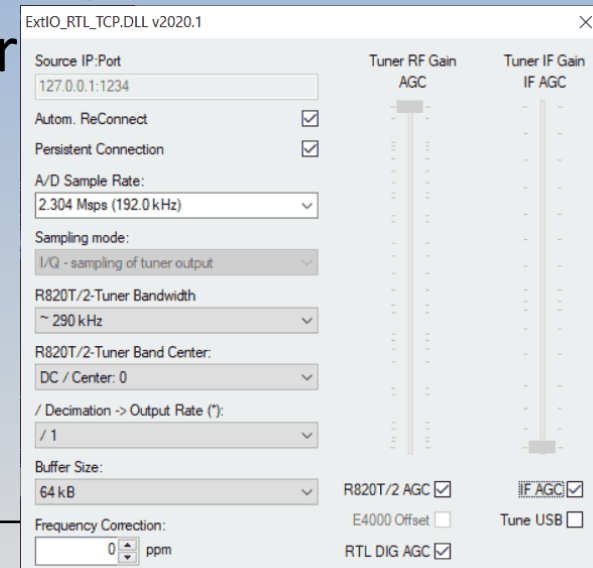 ExtIO_RTL_TCP.DLL v2020.1
r
Source IP:Port
127.0.0.1:1234
Autom. ReConnect
Persistent Connection
A/D Sample Rate:
2.304 Msps (192.0 kHz)
Sampling mode:
I/Q - sampling of tuner output
R820T/2-Tuner Bandwidth
~ 290 kHz
R820T/2-Tuner Band Center:
DC / Center: 0
/ Decimation -> Output Rate (*):
/ 1
Buffer Size:
64 kB
Frequency Correction:
0 ppm
Tuner RF Gain
AGC
R820T/2 AGC
E4000 Offset
RTL DIG AGC
Tuner IF Gain
IF AGC
IF AGC
Tune USB